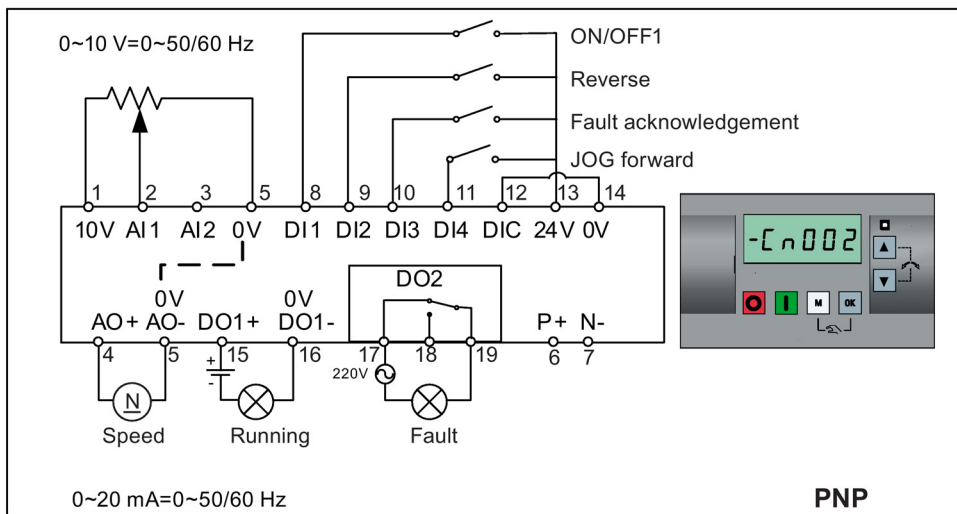 0~10 V=0~50/60 Hz
ON/OFF1
Reverse
Fault acknowledgement
JOG forward
1 2 3 5 8 9 10 11 12 13 14
10V AI1 AI2 0V DI1 DI2 DI3 DI4 DIC 24V 0V
-Cn002
M OK
DO2
0V 0V
AO+ AO- DO1+ DO1- P+ N-
4 5 15 16 17 18 19 6 7
+
-
220V
N
Speed Running Fault
0~20 mA=0~50/60 Hz
PNP